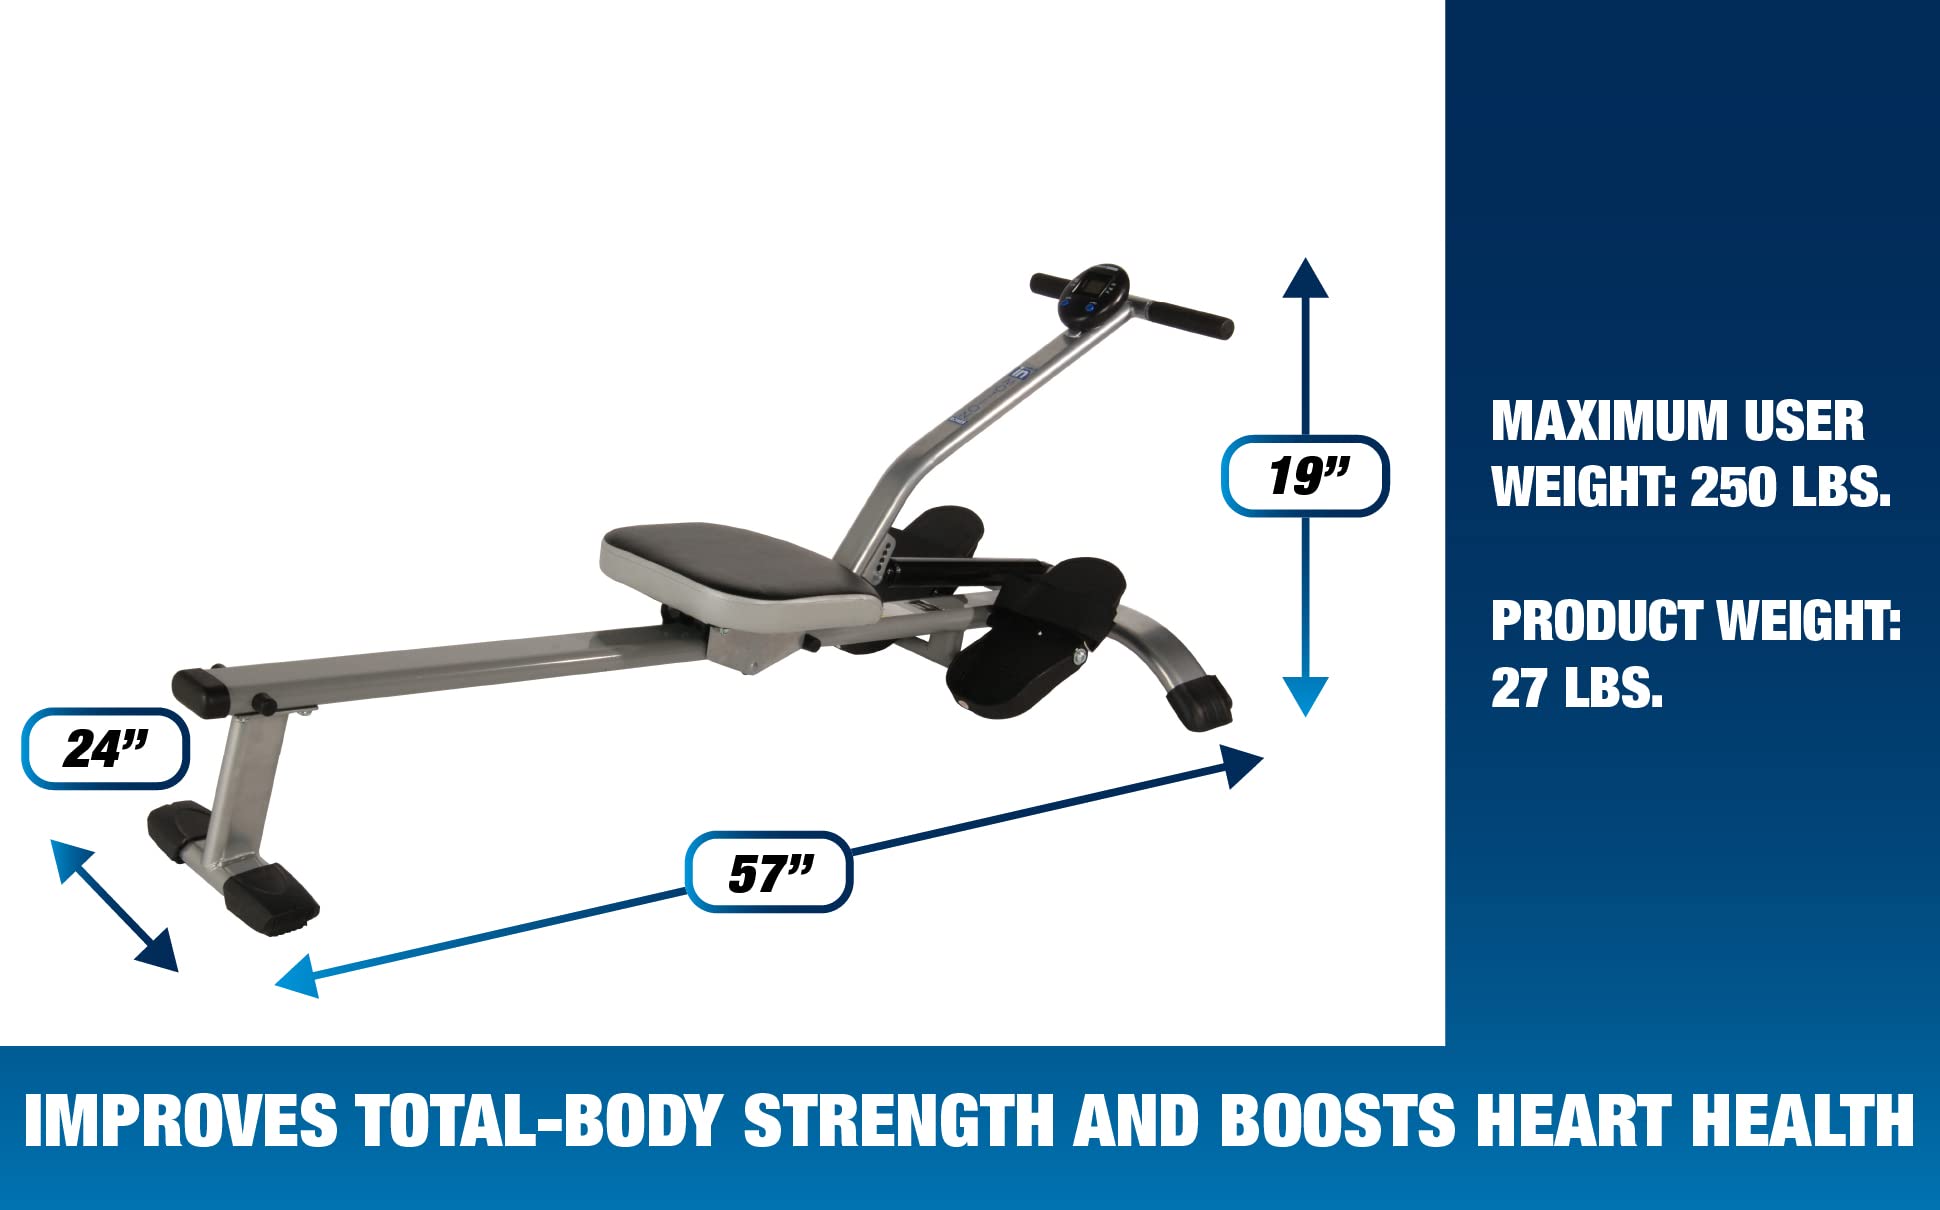 19”
MAXIMUM USER
WEIGHT: 250 LBS.
PRODUCT WEIGHT:
27 LBS.
24”
57”
IMPROVES TOTAL-BODY STRENGTH AND BOOSTS HEART HEALTH